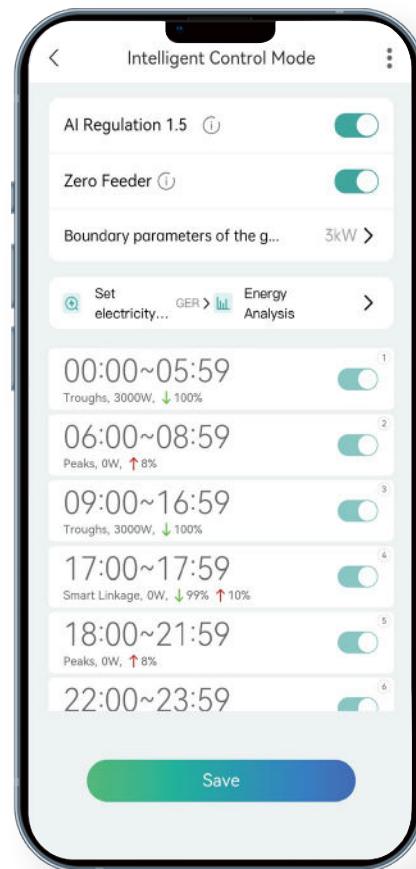 Intelligent Control Mode
AI Regulation 1.5
Zero Feeder
Boundary parameters of the g... 3kW
Set electricity... GER Energy Analysis
00:00~05:59 1
Troughs, 3000W, ↓100%
06:00~08:59 2
Peaks, 0W, ↑8%
09:00~16:59 3
Troughs, 3000W, ↓100%
17:00~17:59 4
Smart Linkage, 0W, ↓99% ↑10%
18:00~21:59 5
Peaks, 0W, ↑8%
22:00~23:59 6
Save